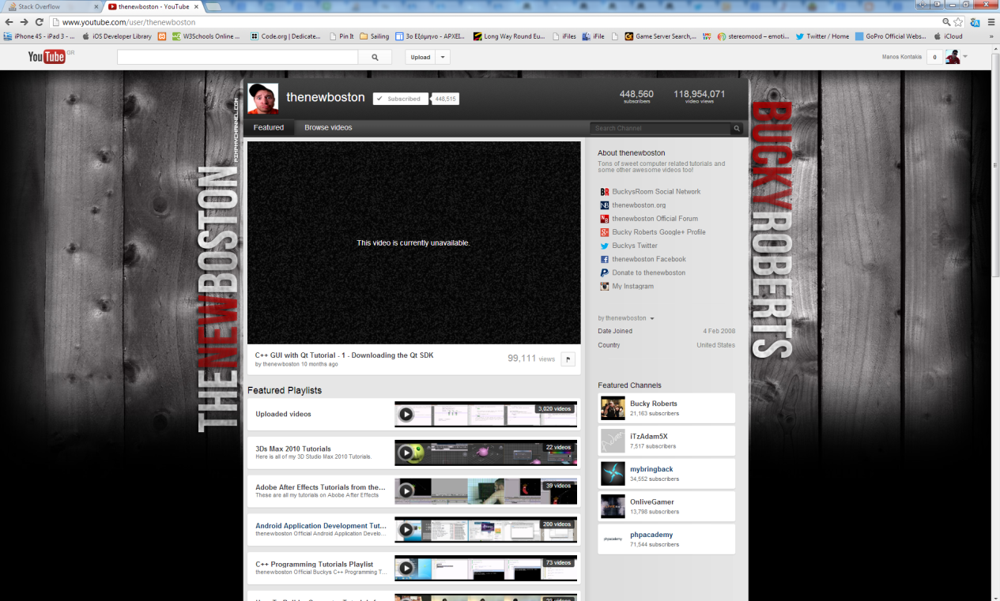 Stack Overflow
thenewboston - YouTube
www.youtube.com/user/thenewboston
iPhone 4S - iPad 3 - ... iOS Developer Library W3Schools Online ... Code.org | Dedicate... Pin It Sailing 3ο Εξάμηνο - ΑΡΧΕΙ... Long Way Round Eu... iFiles iFile Game Server Search,... stereomood – emoti... Twitter / Home GoPro Official Webs... iCloud »
YouTube GR
Upload
Manos Kontakis 0
thenewboston
Subscribed 448,515
448,560 subscribers
118,954,071 video views
Featured Browse videos
Search Channel
PIMPMYCHANNEL.COM
THENEWBOSTON
BUCKYROBERTS
This video is currently unavailable.
C++ GUI with Qt Tutorial - 1 - Downloading the Qt SDK
by thenewboston 10 months ago
99,111 views
Featured Playlists
Uploaded videos
3,020 videos
3Ds Max 2010 Tutorials
Here is all of my 3D Studio Max 2010 Tutorials.
22 videos
Adobe After Effects Tutorials from the...
These are all my tutorials on Abobe After Effects
39 videos
Android Application Development Tut...
thenewboston Official Android Application Develo...
200 videos
C++ Programming Tutorials Playlist
thenewboston Official Buckys C++ Programming T...
73 videos
About thenewboston
Tons of sweet computer related tutorials and
some other awesome videos too!
BR BuckysRoom Social Network
NB thenewboston.org
NB thenewboston Official Forum
Bucky Roberts Google+ Profile
Buckys Twitter
thenewboston Facebook
Donate to thenewboston
My Instagram
by thenewboston
Date Joined 4 Feb 2008
Country United States
Featured Channels
Bucky Roberts
21,163 subscribers
iTzAdam5X
7,517 subscribers
mybringback
34,552 subscribers
OnliveGamer
13,798 subscribers
phpacademy
phpacademy
71,544 subscribers